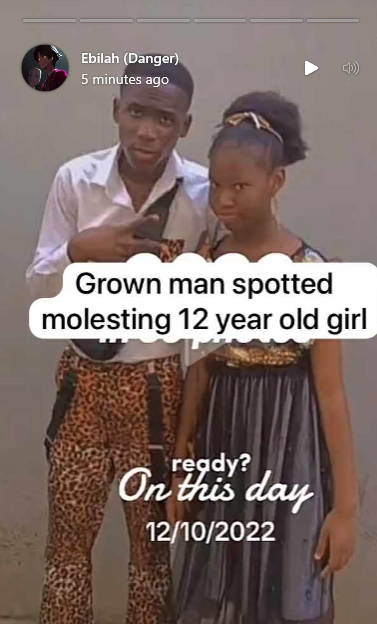 Ebilah (Danger)
5 minutes ago
Grown man spotted
molesting 12 year old girl
ready?
On this day
12/10/2022